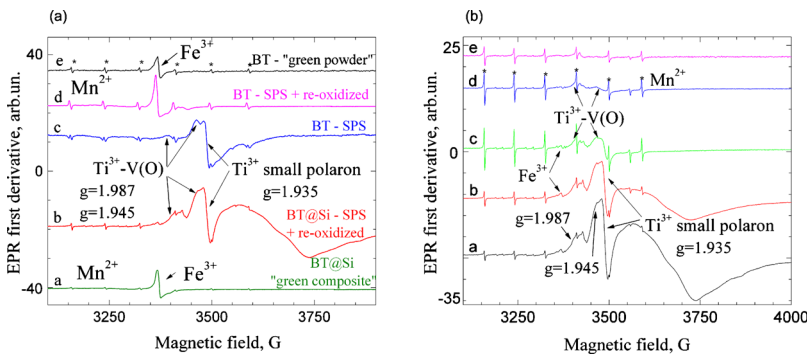 (a)
EPR first derivative, arb.un.
40
0
-40
e
Fe³⁺
BT - "green powder"
* * * * * *
Mn²⁺
d
BT - SPS + re-oxidized
c
BT - SPS
Ti³⁺-V(O)
g=1.987
g=1.945
Ti³⁺ small polaron
g=1.935
b
BT@Si - SPS
+ re-oxidized
a
Mn²⁺
Fe³⁺
BT@Si
"green composite"
3250 3500 3750
Magnetic field, G
(b)
EPR first derivative, arb.un.
25
0
-35
e
d
* * * * * *
Mn²⁺
Ti³⁺-V(O)
c
Fe³⁺
b
g=1.987
Ti³⁺
small polaron
g=1.935
a
g=1.945
3250 3500 3750 4000
Magnetic field, G